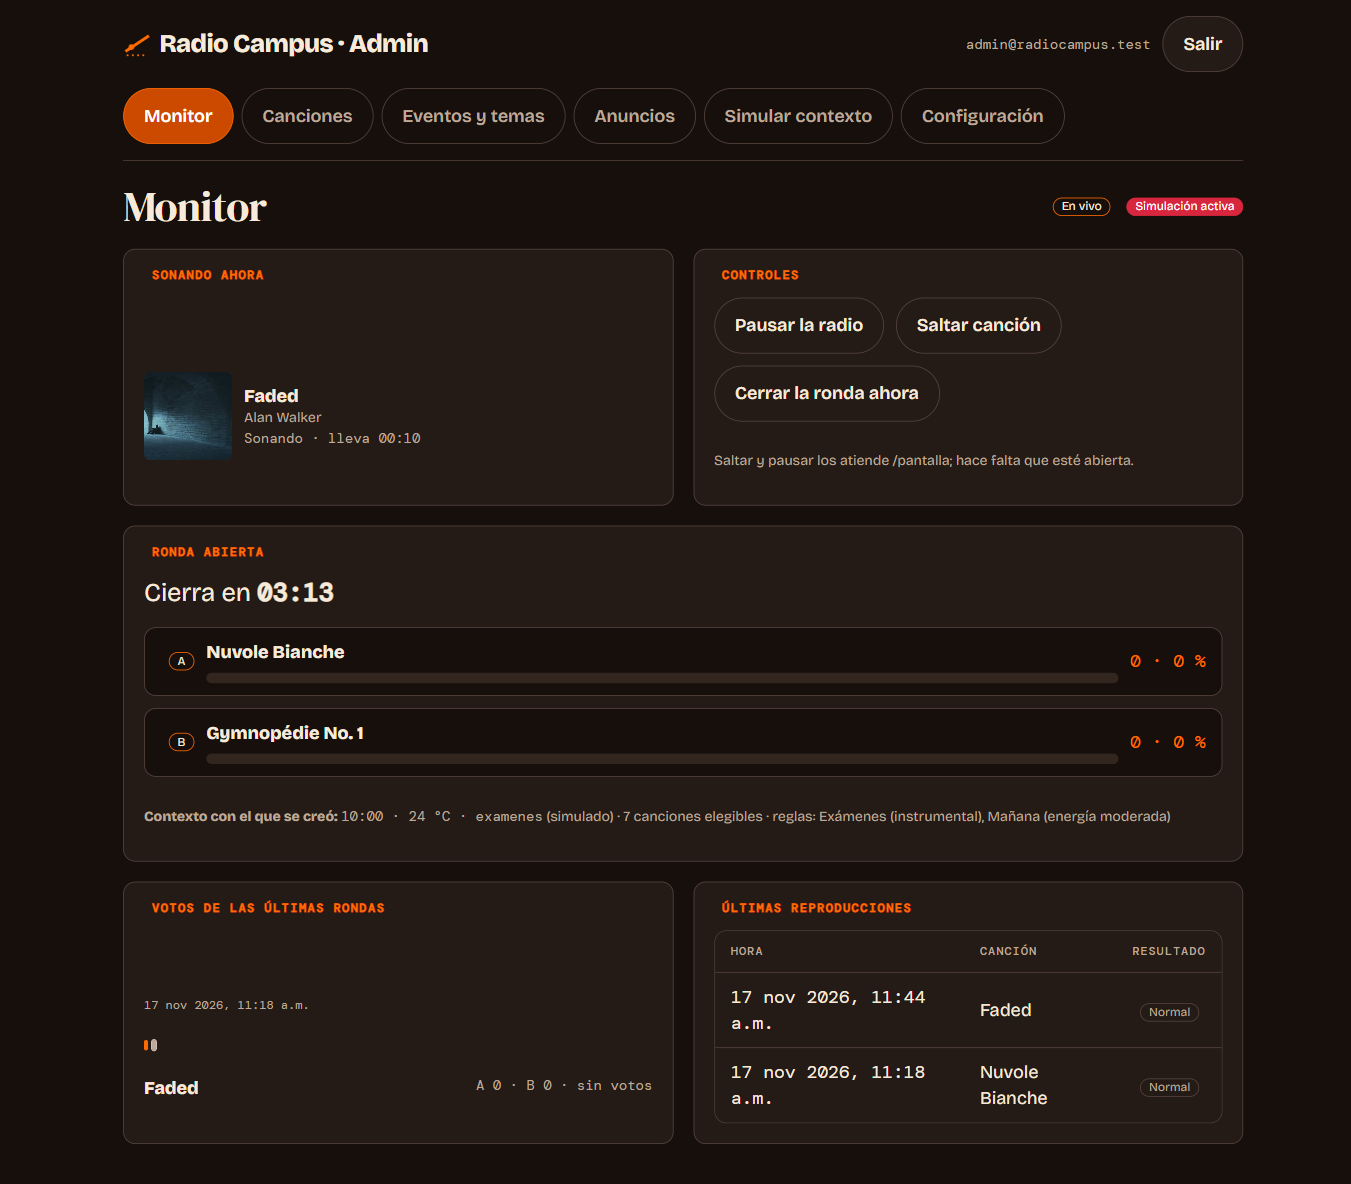 Radio Campus · Admin
admin@radiocampus.test
Salir
Monitor
Canciones
Eventos y temas
Anuncios
Simular contexto
Configuración
Monitor
En vivo
Simulación activa
SONANDO AHORA
Faded
Alan Walker
Sonando · lleva 00:10
CONTROLES
Pausar la radio
Saltar canción
Cerrar la ronda ahora
Saltar y pausar los atiende /pantalla; hace falta que esté abierta.
RONDA ABIERTA
Cierra en 03:13
A
Nuvole Bianche
0 · 0 %
B
Gymnopédie No. 1
0 · 0 %
Contexto con el que se creó: 10:00 · 24 °C · examenes (simulado) · 7 canciones elegibles · reglas: Exámenes (instrumental), Mañana (energía moderada)
VOTOS DE LAS ÚLTIMAS RONDAS
17 nov 2026, 11:18 a.m.
Faded
A 0 · B 0 · sin votos
ÚLTIMAS REPRODUCCIONES
HORA CANCIÓN RESULTADO
17 nov 2026, 11:44
a.m.
Faded
Normal
17 nov 2026, 11:18
a.m.
Nuvole
Bianche
Normal